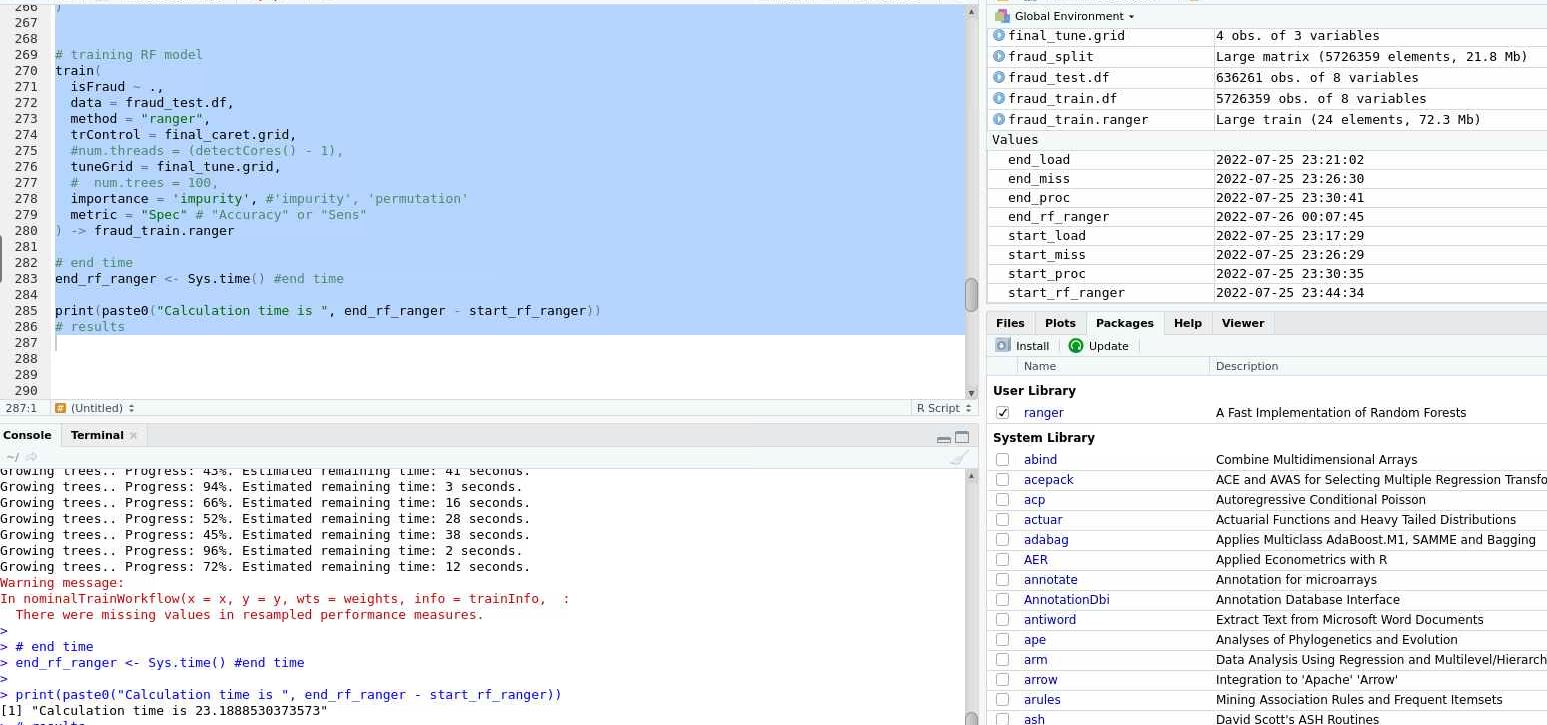 266 )
267
268
269 # training RF model
270 train(
271 isFraud ~ .,
272 data = fraud_test.df,
273 method = "ranger",
274 trControl = final_caret.grid,
275 #num.threads = (detectCores() - 1),
276 tuneGrid = final_tune.grid,
277 # num.trees = 100,
278 importance = 'impurity', #'impurity', 'permutation'
279 metric = "Spec" # "Accuracy" or "Sens"
280 ) -> fraud_train.ranger
281
282 # end time
283 end_rf_ranger <- Sys.time() #end time
284
285 print(paste0("Calculation time is ", end_rf_ranger - start_rf_ranger))
286 # results
287
288
289
290
287:1 (Untitled) R Script
Console Terminal
~/
Growing trees.. Progress: 43%. Estimated remaining time: 41 seconds.
Growing trees.. Progress: 94%. Estimated remaining time: 3 seconds.
Growing trees.. Progress: 66%. Estimated remaining time: 16 seconds.
Growing trees.. Progress: 52%. Estimated remaining time: 28 seconds.
Growing trees.. Progress: 45%. Estimated remaining time: 38 seconds.
Growing trees.. Progress: 96%. Estimated remaining time: 2 seconds.
Growing trees.. Progress: 72%. Estimated remaining time: 12 seconds.
Warning message:
In nominalTrainWorkflow(x = x, y = y, wts = weights, info = trainInfo, :
There were missing values in resampled performance measures.
>
> # end time
> end_rf_ranger <- Sys.time() #end time
>
> print(paste0("Calculation time is ", end_rf_ranger - start_rf_ranger))
[1] "Calculation time is 23.1888530373573"
> # results
Global Environment
final_tune.grid 4 obs. of 3 variables
fraud_split Large matrix (5726359 elements, 21.8 Mb)
fraud_test.df 636261 obs. of 8 variables
fraud_train.df 5726359 obs. of 8 variables
fraud_train.ranger Large train (24 elements, 72.3 Mb)
Values
end_load 2022-07-25 23:21:02
end_miss 2022-07-25 23:26:30
end_proc 2022-07-25 23:30:41
end_rf_ranger 2022-07-26 00:07:45
start_load 2022-07-25 23:17:29
start_miss 2022-07-25 23:26:29
start_proc 2022-07-25 23:30:35
start_rf_ranger 2022-07-25 23:44:34
Files Plots Packages Help Viewer
Install Update
Name Description
User Library
ranger A Fast Implementation of Random Forests
System Library
abind Combine Multidimensional Arrays
acepack ACE and AVAS for Selecting Multiple Regression Transfo
acp Autoregressive Conditional Poisson
actuar Actuarial Functions and Heavy Tailed Distributions
adabag Applies Multiclass AdaBoost.M1, SAMME and Bagging
AER Applied Econometrics with R
annotate Annotation for microarrays
AnnotationDbi Annotation Database Interface
antiword Extract Text from Microsoft Word Documents
ape Analyses of Phylogenetics and Evolution
arm Data Analysis Using Regression and Multilevel/Hierarch
arrow Integration to 'Apache' 'Arrow'
arules Mining Association Rules and Frequent Itemsets
ash David Scott's ASH Routines